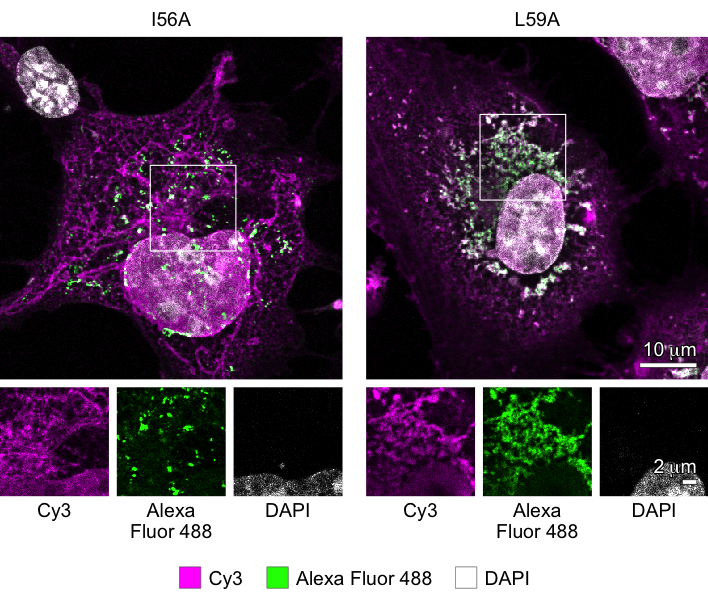 I56A
L59A
10 μm
2 μm
Cy3
Alexa
Fluor 488
DAPI
Cy3
Alexa
Fluor 488
DAPI
Cy3
Alexa Fluor 488
DAPI